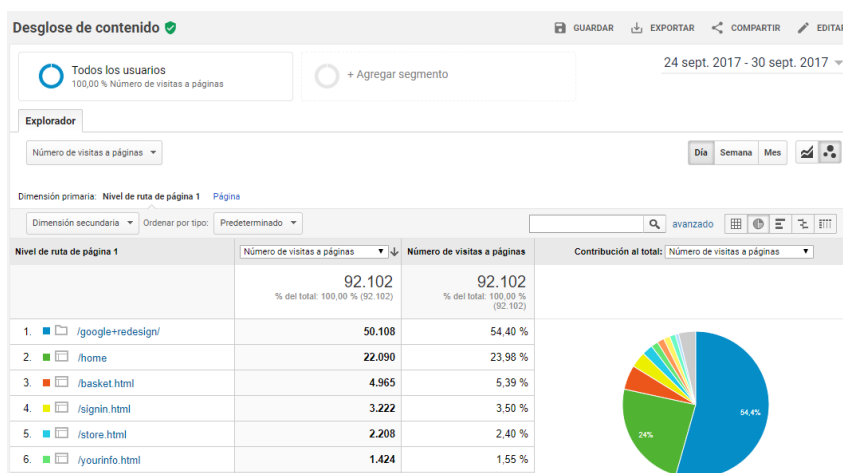 Desglose de contenido
GUARDAR EXPORTAR COMPARTIR EDITAR
Todos los usuarios
100,00 % Número de visitas a páginas
+ Agregar segmento
24 sept. 2017 - 30 sept. 2017
Explorador
Número de visitas a páginas
Día Semana Mes
Dimensión primaria: Nivel de ruta de página 1 Página
Dimensión secundaria Ordenar por tipo: Predeterminado avanzado
Nivel de ruta de página 1 Número de visitas a páginas Número de visitas a páginas Contribución al total: Número de visitas a páginas
92.102 92.102
% del total: 100,00 % (92.102) % del total: 100,00 %
(92.102)
1. /google+redesign/ 50.108 54,40 %
2. /home 22.090 23,98 %
3. /basket.html 4.965 5,39 %
4. /signin.html 3.222 3,50 %
5. /store.html 2.208 2,40 %
6. /yourinfo.html 1.424 1,55 %
54,4%
24%